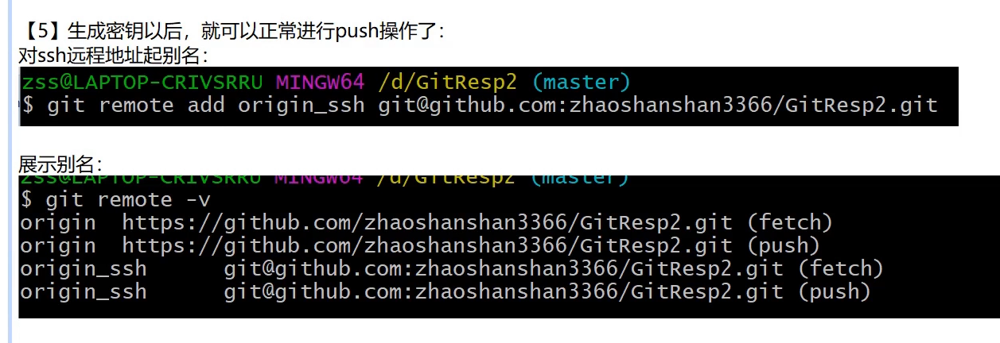 【5】生成密钥以后，就可以正常进行push操作了：
对ssh远程地址起别名：
zss@LAPTOP-CRIVSRRU MINGW64 /d/GitResp2 (master)
$ git remote add origin_ssh git@github.com:zhaoshanshan3366/GitResp2.git
展示别名：
zss@LAPTOP-CRIVSRRU MINGW64 /d/GitResp2 (master)
$ git remote -v
origin  https://github.com/zhaoshanshan3366/GitResp2.git (fetch)
origin  https://github.com/zhaoshanshan3366/GitResp2.git (push)
origin_ssh      git@github.com:zhaoshanshan3366/GitResp2.git (fetch)
origin_ssh      git@github.com:zhaoshanshan3366/GitResp2.git (push)